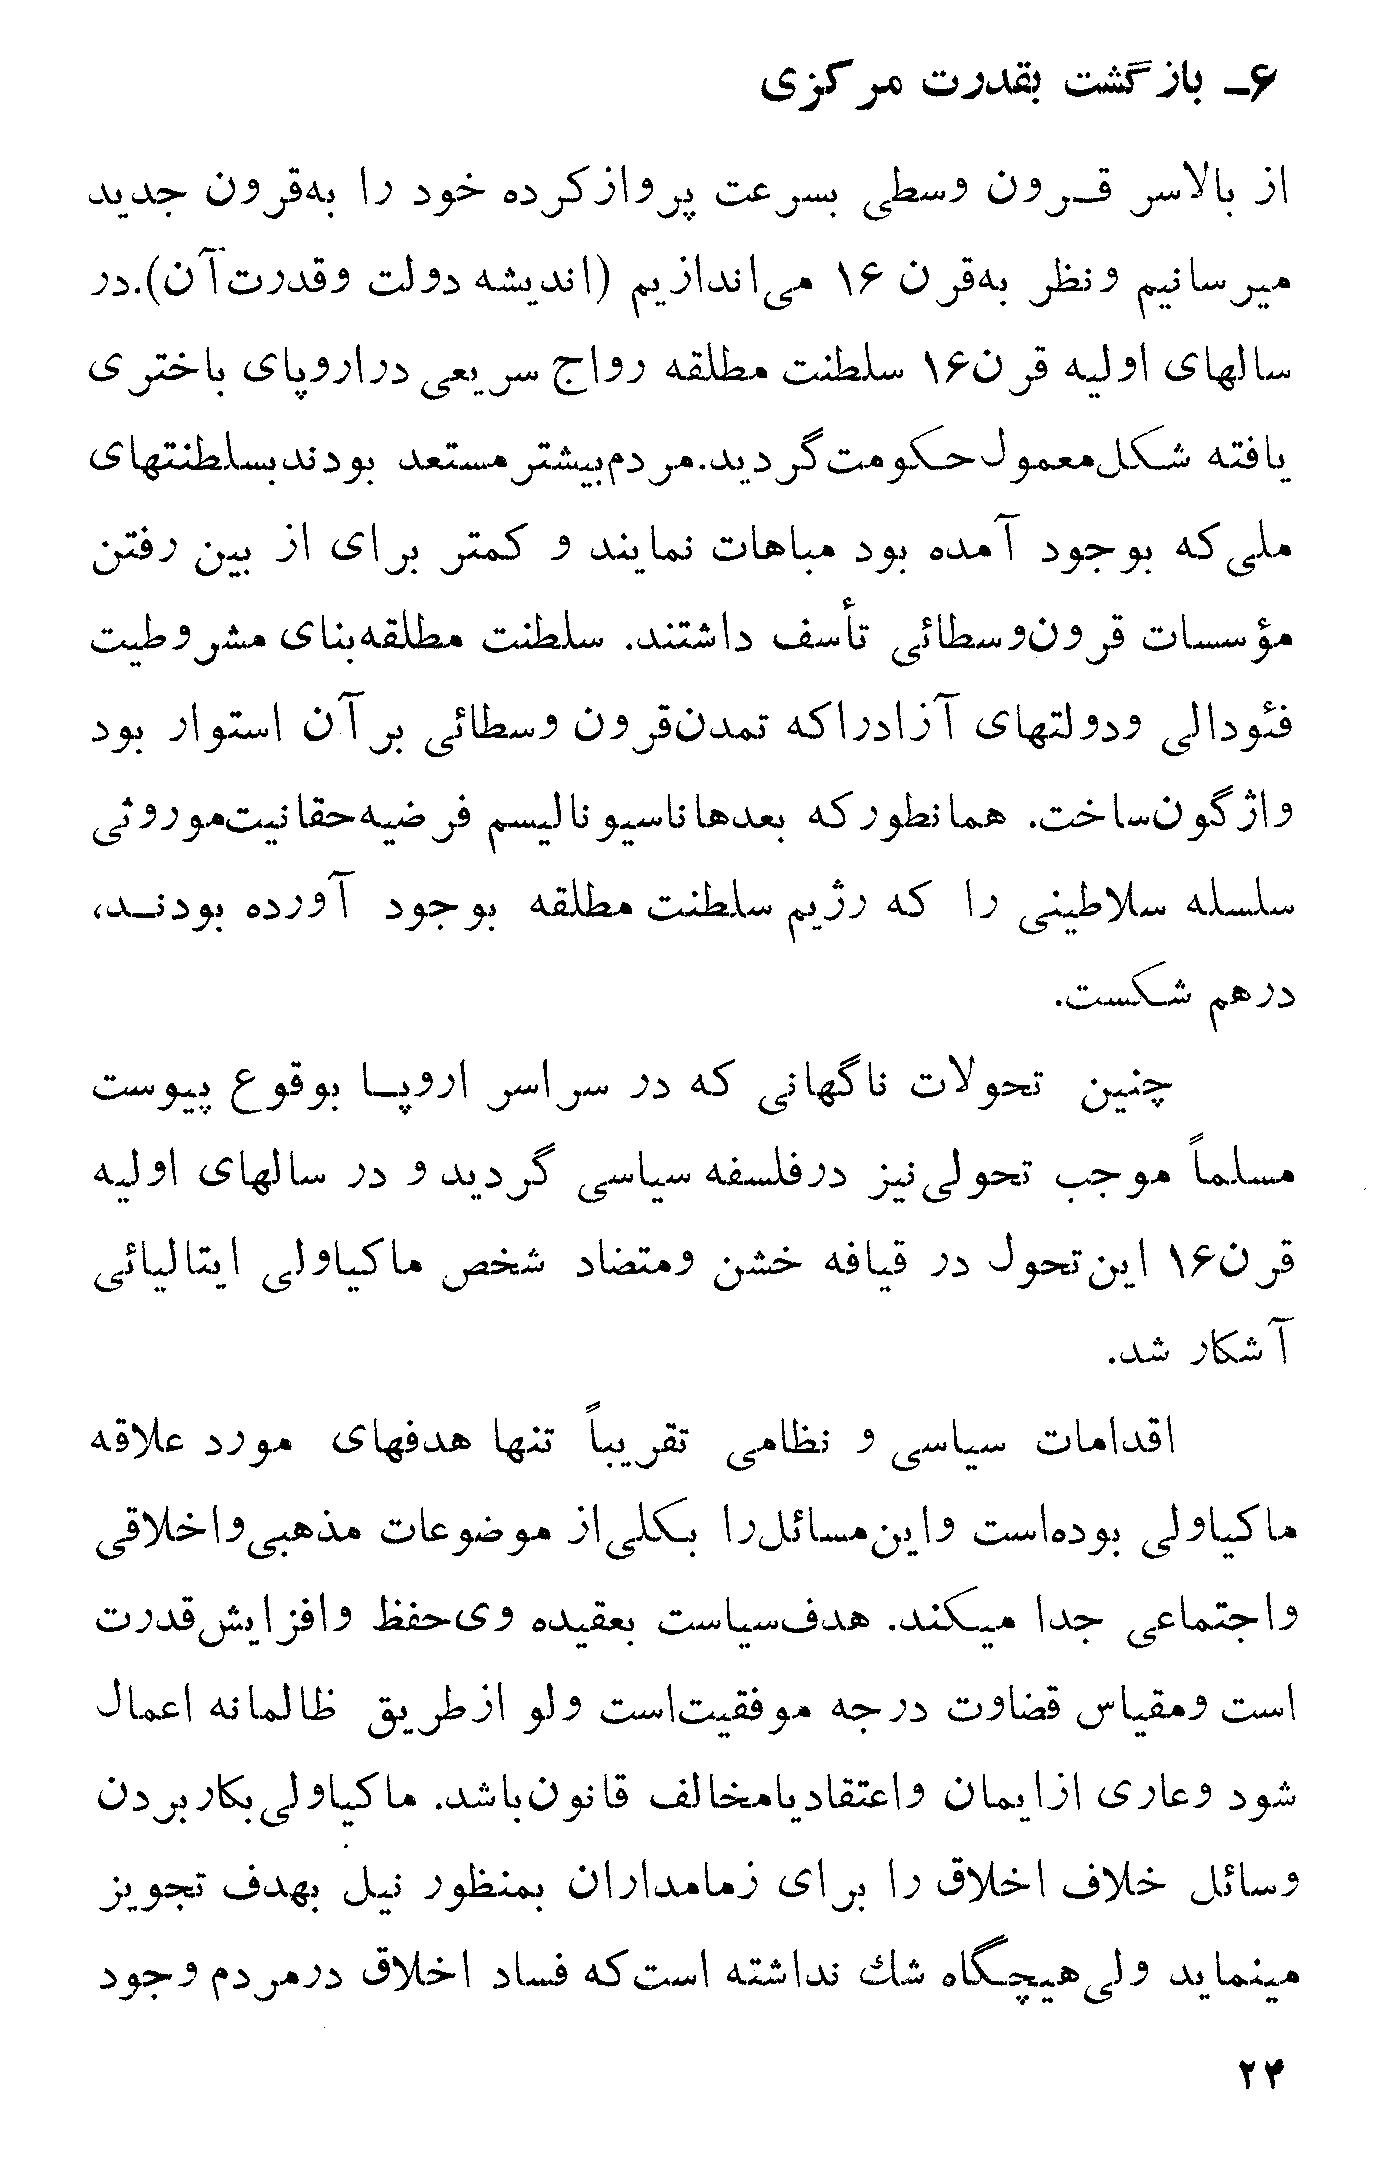 ۶ـ بازگشت بقدرت مرکزی
از بالاسر قـرون وسطی بسرعت پروازکرده خود را به‌قرون جدید
میرسانیم ونظر به‌قرن ۱۶ می‌اندازیم (اندیشه دولت وقدرت‌آن).در
سالهای اولیه قرن۱۶ سلطنت مطلقه رواج سریعی دراروپای باختری
یافته شکل‌معمول‌حکومت‌گردید.مردم‌بیشترمستعد بودندبسلطنتهای
ملی‌که بوجود آمده بود مباهات نمایند و کمتر برای از بین رفتن
مؤسسات قرون‌وسطائی تأسف داشتند. سلطنت مطلقه‌بنای مشروطیت
فئودالی ودولتهای آزادراکه تمدن‌قرون وسطائی برآن استوار بود
واژگون‌ساخت. همانطورکه بعدهاناسیونالیسم فرضیه‌حقانیت‌موروثی
سلسله سلاطینی را که رژیم سلطنت مطلقه بوجود آورده بودنـد،
درهم شکست.
چنین تحولات ناگهانی که در سراسر اروپـا بوقوع پیوست
مسلماً موجب تحولی‌نیز درفلسفه سیاسی گردید و در سالهای اولیه
قرن۱۶ این‌تحول در قیافه خشن ومتضاد شخص ماکیاولی ایتالیائی
آشکار شد.
اقدامات سیاسی و نظامی تقریباً تنها هدفهای مورد علاقه
ماکیاولی بوده‌است واین‌مسائل‌را بکلی‌از موضوعات مذهبی‌واخلاقی
واجتماعی جدا میکند. هدف‌سیاست بعقیده وی‌حفظ وافزایش‌قدرت
است ومقیاس قضاوت درجه موفقیت‌است ولو ازطریق ظالمانه اعمال
شود وعاری ازایمان واعتقادیامخالف قانون‌باشد. ماکیاولی‌بکاربردن
وسائل خلاف اخلاق را برای زمامداران بمنظور نیل بهدف تجویز
مینماید ولی‌هیچگاه شك نداشته است‌که فساد اخلاق درمردم وجود
۲۴